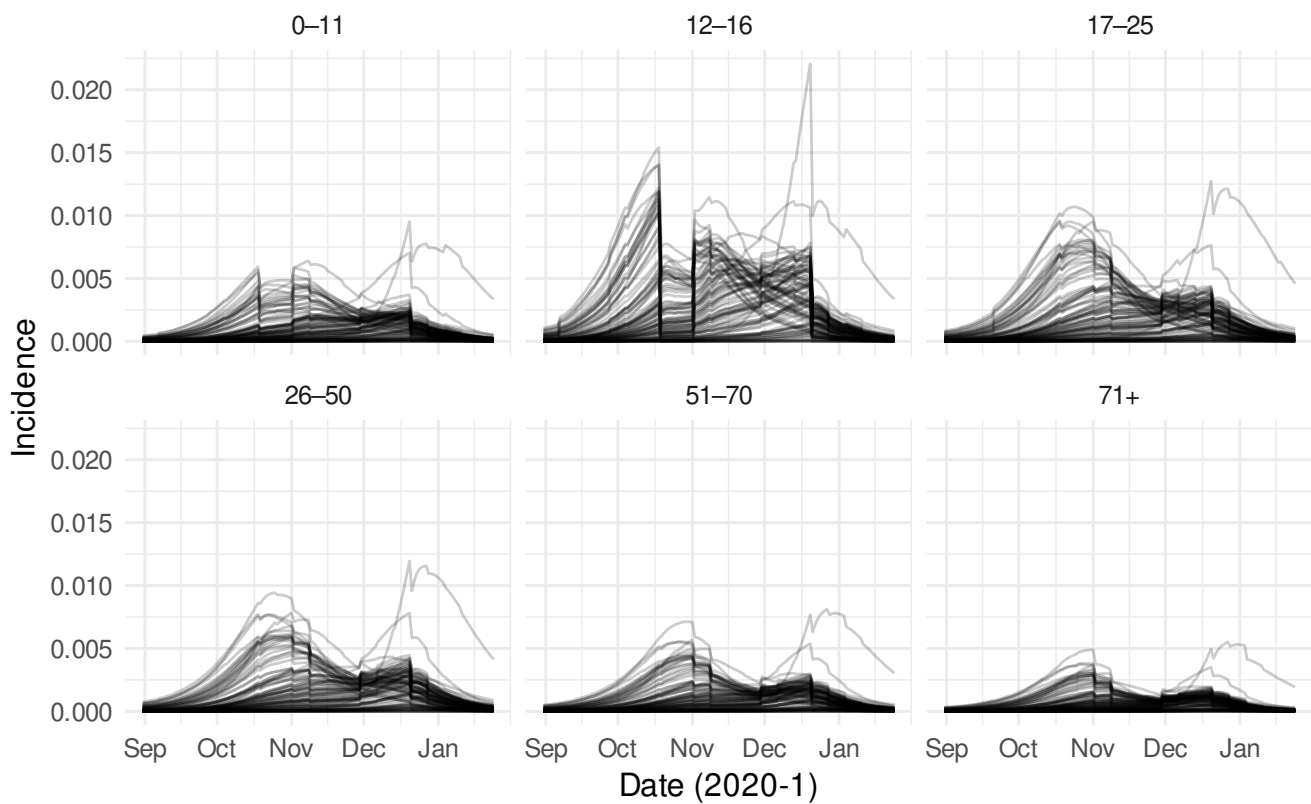 0–11 12–16 17–25
0.020
0.015
0.010
0.005
0.000
26–50 51–70 71+
0.020
0.015
0.010
0.005
0.000
Incidence
Sep Oct Nov Dec Jan Sep Oct Nov Dec Jan Sep Oct Nov Dec Jan
Date (2020-1)